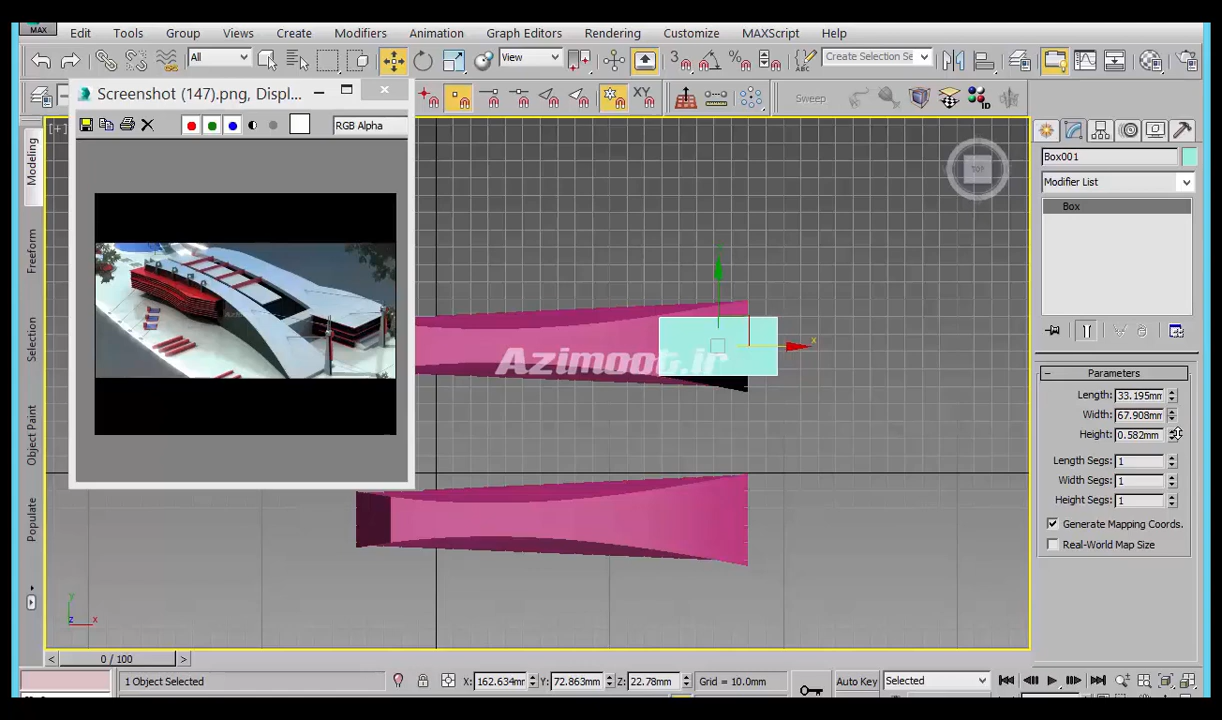 MAX
Edit Tools Group Views Create Modifiers Animation Graph Editors Rendering Customize MAXScript Help
All View Create Selection Se
Screenshot (147).png, Displ...
XY Sweep
RGB Alpha
[+]
TOP
Modeling
Freeform
Selection
Object Paint
Populate
Box001
Modifier List
Box
Azimoot.ir
Parameters
Length: 33.195mm
Width: 67.908mm
Height: 0.582mm
Length Segs: 1
Width Segs: 1
Height Segs: 1
Generate Mapping Coords.
Real-World Map Size
y
x
z
x
0 / 100
1 Object Selected X: 162.634mm Y: 72.863mm Z: 22.78mm Grid = 10.0mm Auto Key Selected